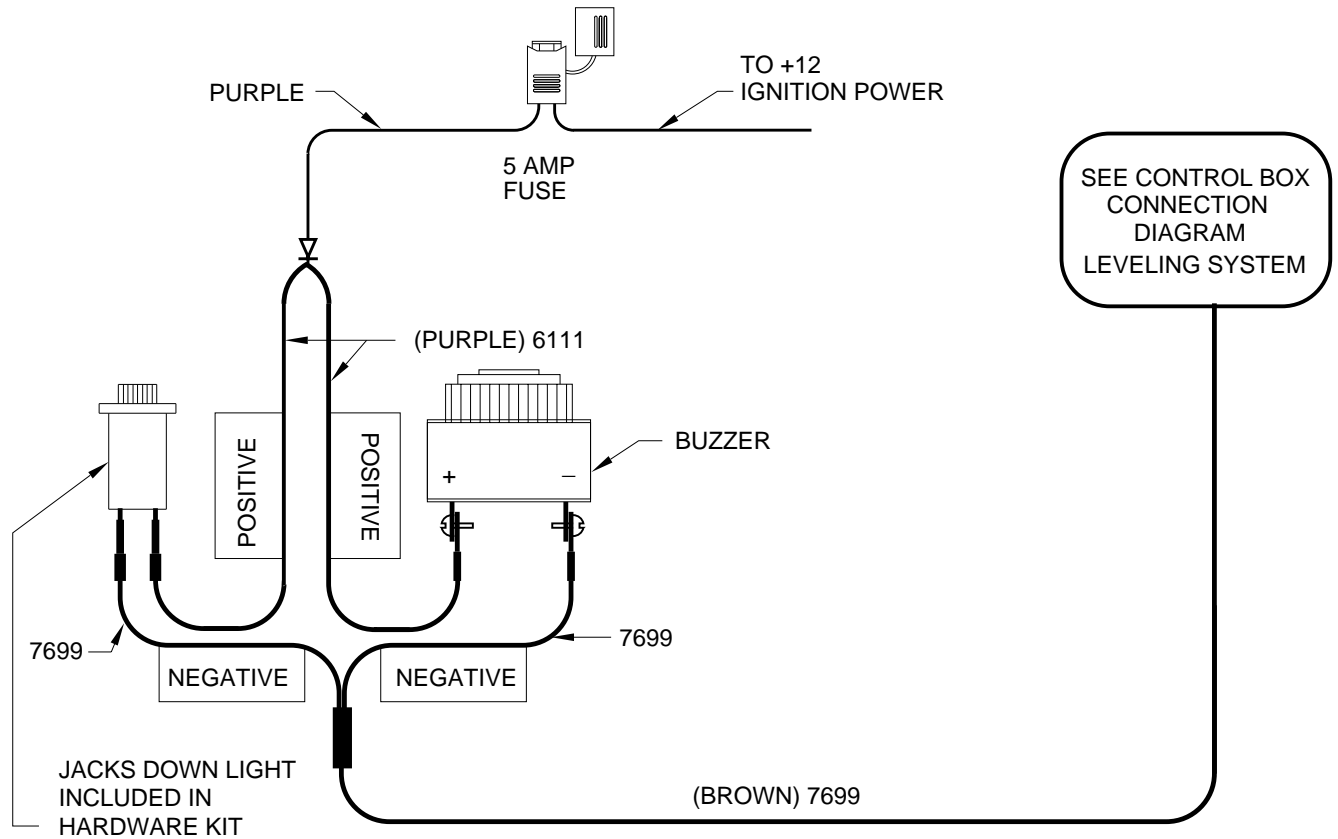 TO +12
IGNITION POWER
PURPLE
5 AMP
FUSE
SEE CONTROL BOX
CONNECTION
DIAGRAM
LEVELING SYSTEM
(PURPLE) 6111
POSITIVE
POSITIVE
+
−
BUZZER
7699
7699
NEGATIVE
NEGATIVE
JACKS DOWN LIGHT
INCLUDED IN
HARDWARE KIT
(BROWN) 7699